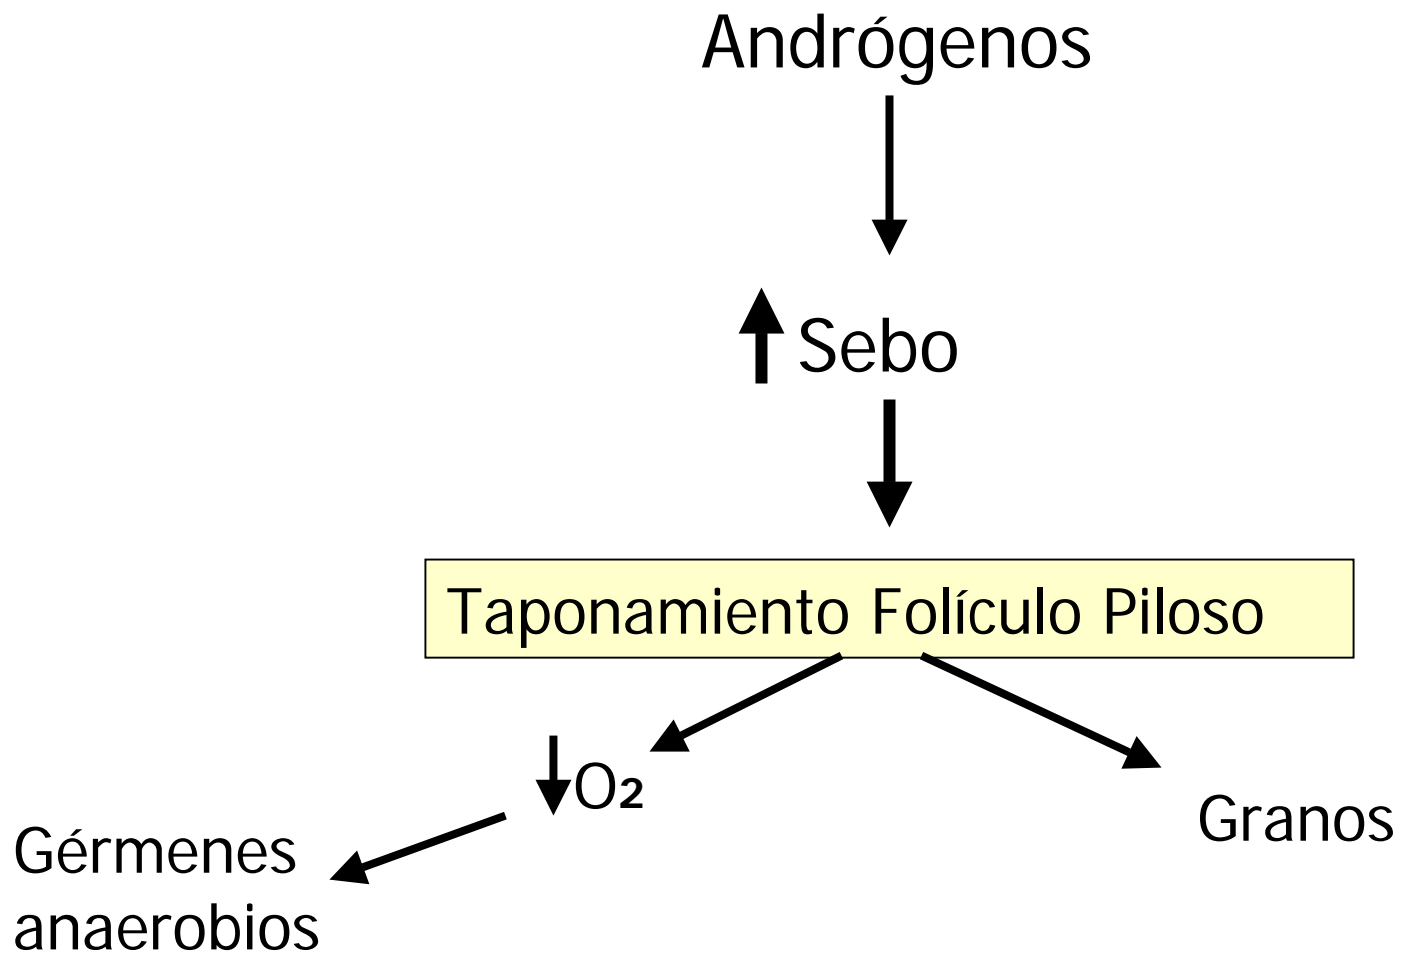 Andrógenos
Sebo
Taponamiento Folículo Piloso
O2
Granos
Gérmenes
anaerobios